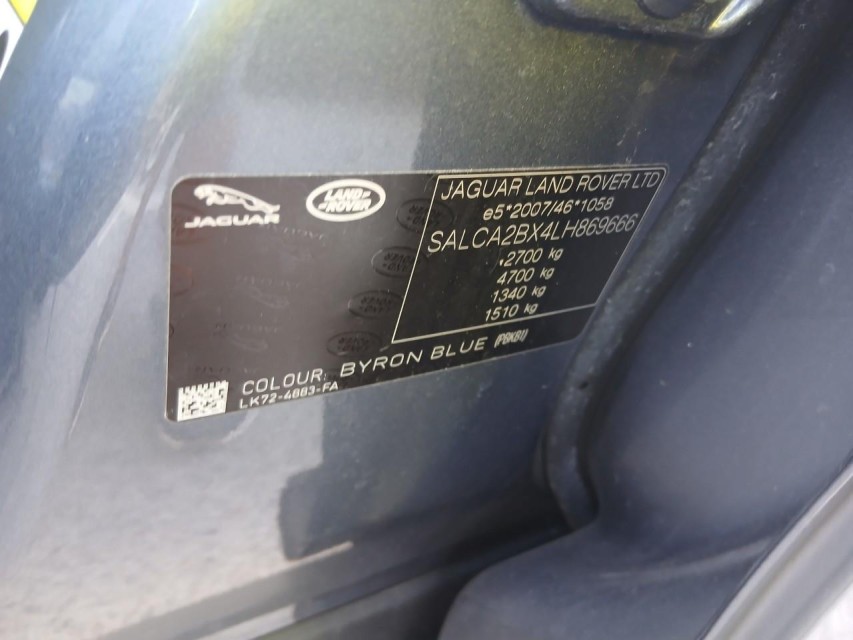 JAGUAR
LAND
ROVER
JAGUAR LAND ROVER LTD
e5*2007/46*1058
SALCA2BX4LH869666
2700 kg
4700 kg
1340 kg
1510 kg
COLOUR: BYRON BLUE (PBKB1)
LK72-4883-FA